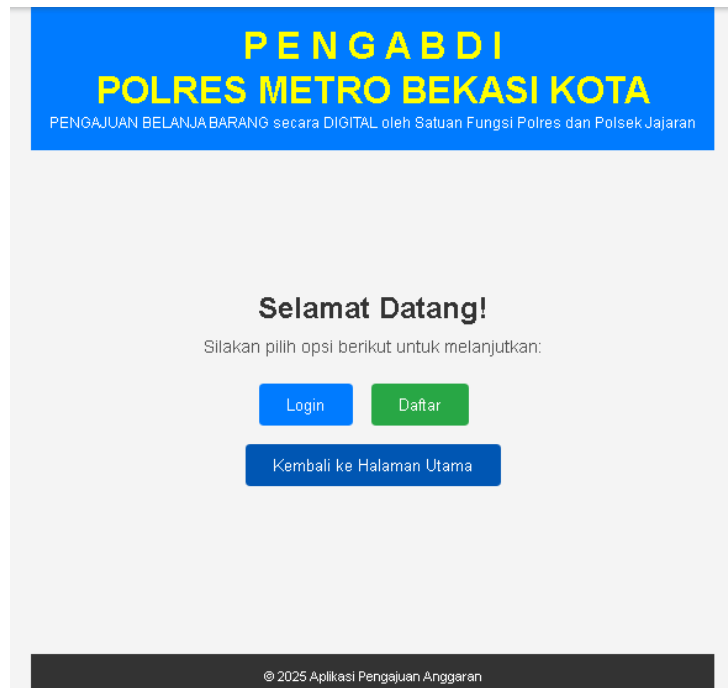 P E N G A B D I
POLRES METRO BEKASI KOTA
PENGAJUAN BELANJA BARANG secara DIGITAL oleh Satuan Fungsi Polres dan Polsek Jajaran
Selamat Datang!
Silakan pilih opsi berikut untuk melanjutkan:
Login Daftar
Kembali ke Halaman Utama
© 2025 Aplikasi Pengajuan Anggaran